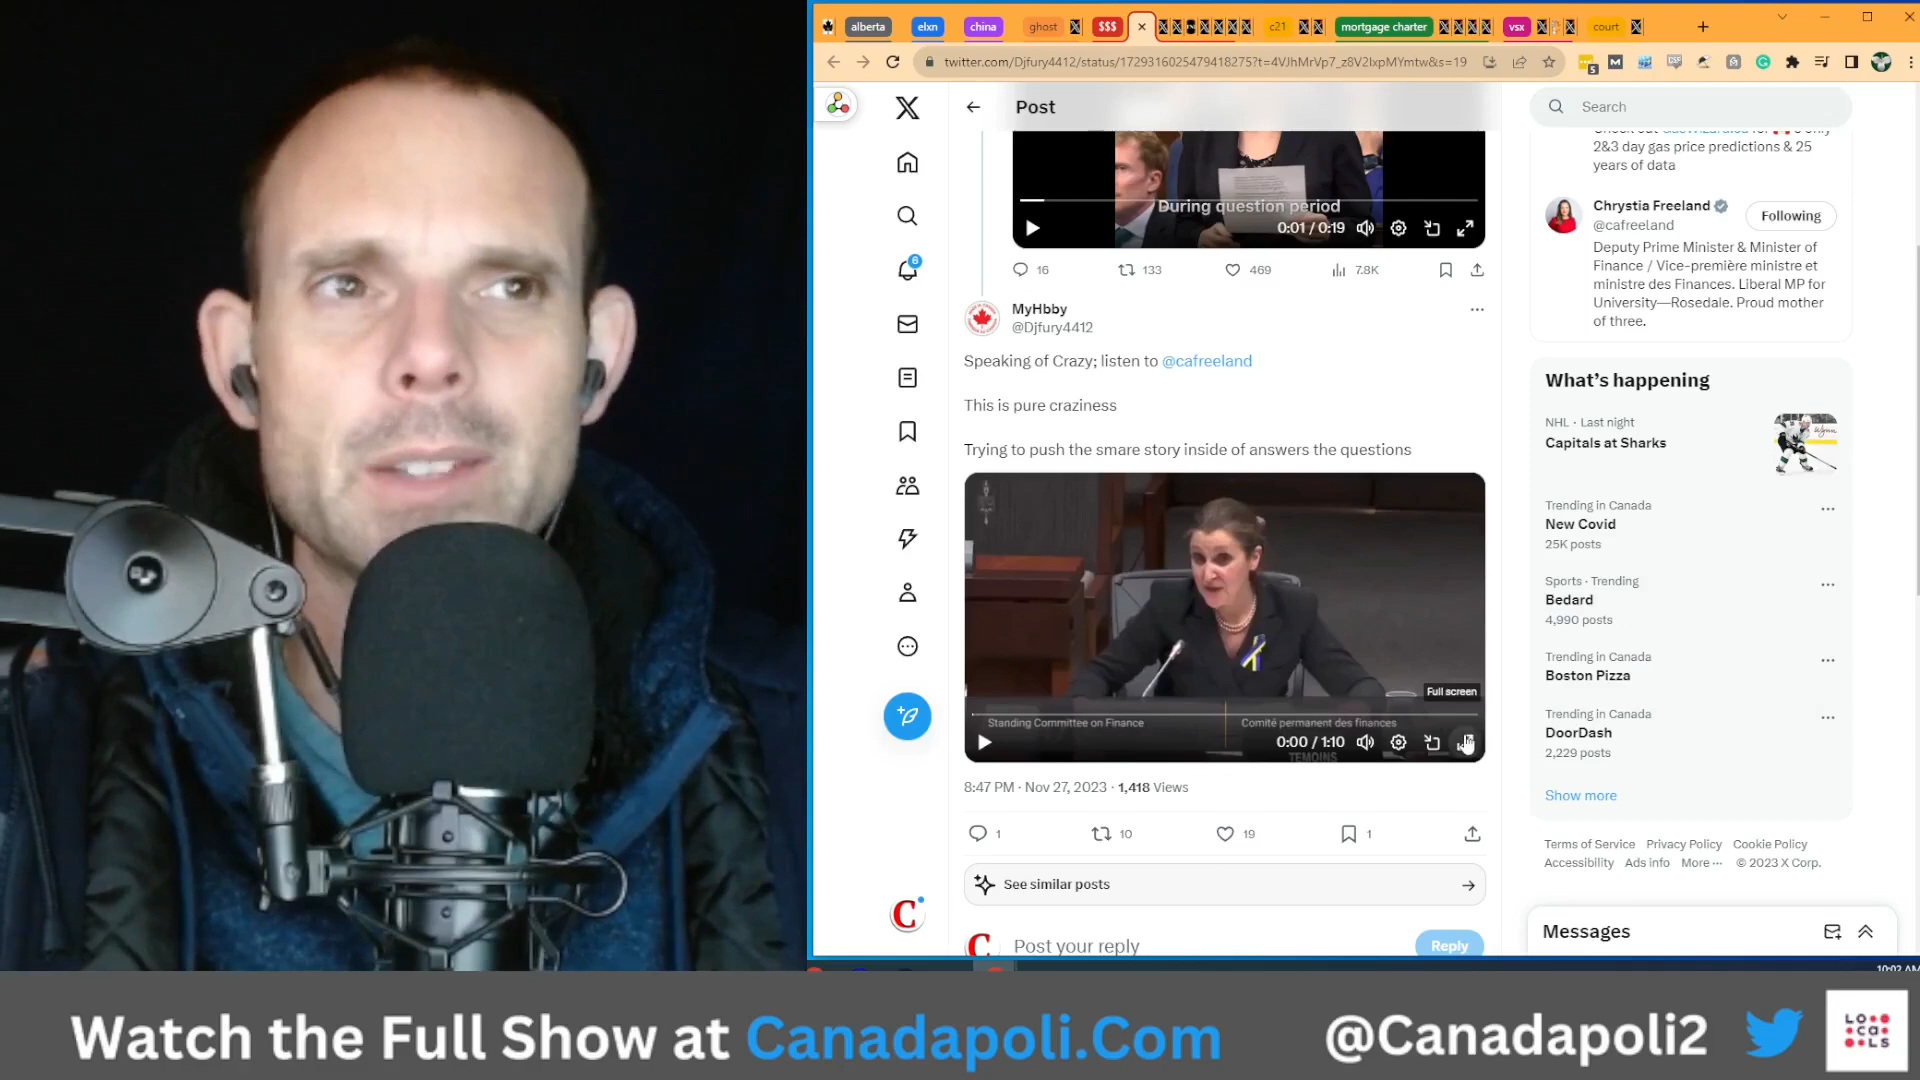 alberta
elxn
china
ghost
$$$
c21
mortgage charter
vsx
court
twitter.com/Djfury4412/status/1729316025479418275?t=4VJhMrVp7_z8V2lxpMYmtw&s=19
5
Post
Search
2&3 day gas price predictions & 25
years of data
During question period
0:01 / 0:19
Chrystia Freeland
@cafreeland
Following
Deputy Prime Minister & Minister of
Finance / Vice-première ministre et
ministre des Finances. Liberal MP for
University—Rosedale. Proud mother
of three.
16
133
469
7.8K
6
MyHbby
@Djfury4412
Speaking of Crazy; listen to @cafreeland
This is pure craziness
Trying to push the smare story inside of answers the questions
Full screen
Standing Committee on Finance
Comité permanent des finances
0:00 / 1:10
TEMOINS
8:47 PM · Nov 27, 2023 · 1,418 Views
1
10
19
1
See similar posts
C
C
Post your reply
Reply
What's happening
NHL · Last night
Capitals at Sharks
Trending in Canada
New Covid
25K posts
Sports · Trending
Bedard
4,990 posts
Trending in Canada
Boston Pizza
Trending in Canada
DoorDash
2,229 posts
Show more
Terms of Service Privacy Policy Cookie Policy
Accessibility Ads info More ··· © 2023 X Corp.
Messages
10:02 AM
Watch the Full Show at Canadapoli.Com
@Canadapoli2
LO
ca
LS